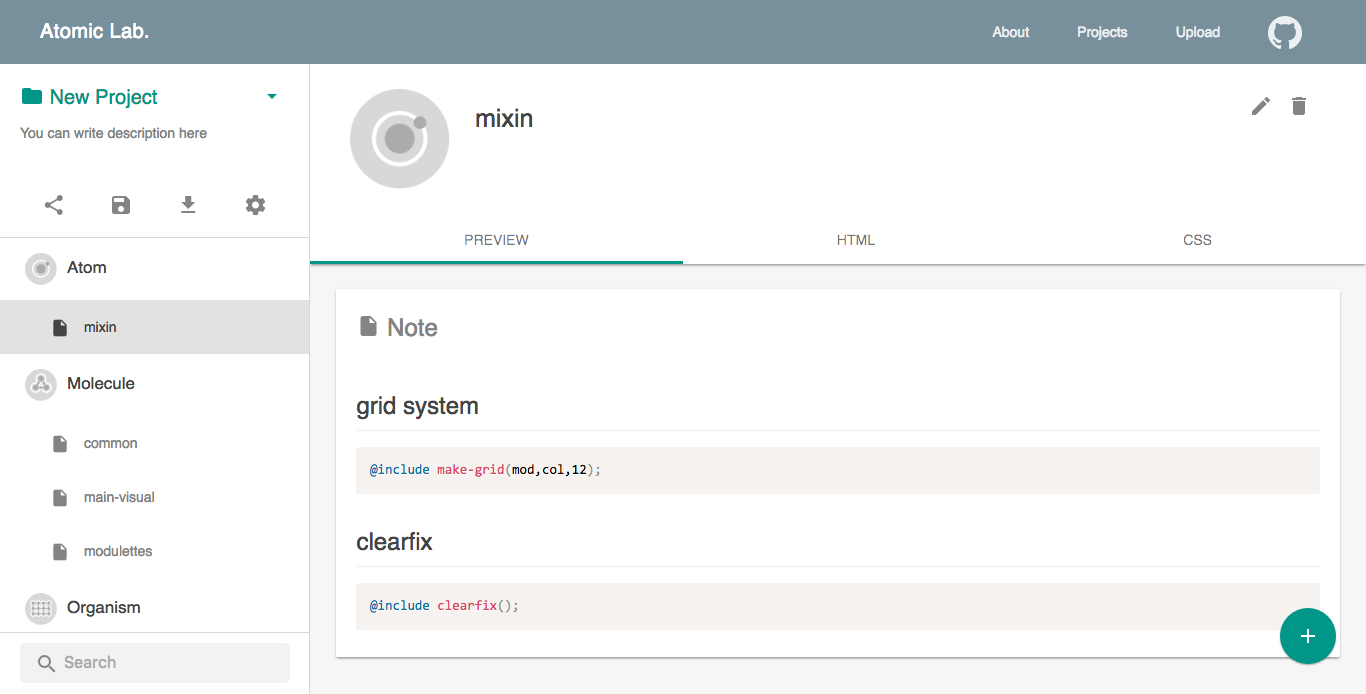 Atomic Lab.
About Projects Upload
New Project
You can write description here
Atom
mixin
Molecule
common
main-visual
modulettes
Organism
Search
mixin
PREVIEW HTML CSS
Note
grid system
@include make-grid(mod,col,12);
clearfix
@include clearfix();